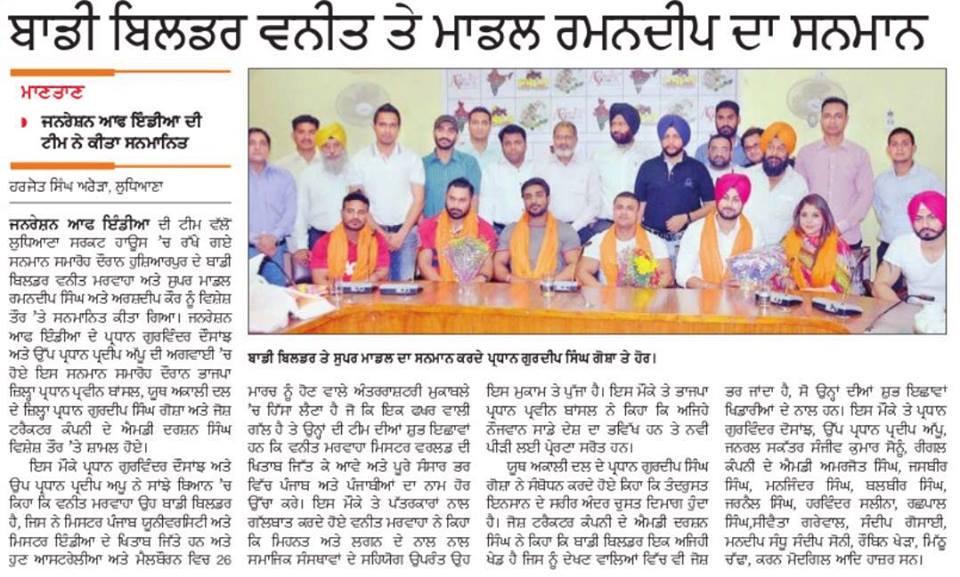 ਬਾਡੀ ਬਿਲਡਰ ਵਨੀਤ ਤੇ ਮਾਡਲ ਰਮਨਦੀਪ ਦਾ ਸਨਮਾਨ
ਮਾਣਤਾਣ
ਜਨਰੇਸ਼ਨ ਆਫ ਇੰਡੀਆ ਦੀ
ਟੀਮ ਨੇ ਕੀਤਾ ਸਨਮਾਨਿਤ
ਹਰਜੋਤ ਸਿੰਘ ਅਰੋੜਾ, ਲੁਧਿਆਣਾ
ਜਨਰੇਸ਼ਨ ਆਫ ਇੰਡੀਆ ਦੀ ਟੀਮ ਵੱਲੋਂ
ਲੁਧਿਆਣਾ ਸਰਕਟ ਹਾਊਸ 'ਚ ਰੱਖੇ ਗਏ
ਸਨਮਾਨ ਸਮਾਰੋਹ ਦੌਰਾਨ ਹੁਸ਼ਿਆਰਪੁਰ ਦੇ ਬਾਡੀ
ਬਿਲਡਰ ਵਨੀਤ ਮਰਵਾਹਾ ਅਤੇ ਸੁਪਰ ਮਾਡਲ
ਰਮਨਦੀਪ ਸਿੰਘ ਅਤੇ ਅਰਸ਼ਦੀਪ ਕੌਰ ਨੂੰ ਵਿਸ਼ੇਸ਼
ਤੌਰ 'ਤੇ ਸਨਮਾਨਤ ਕੀਤਾ ਗਿਆ। ਜਨਰੇਸ਼ਨ
ਆਫ ਇੰਡੀਆ ਦੇ ਪ੍ਰਧਾਨ ਗੁਰਵਿੰਦਰ ਦੌਸਾਂਝ
ਅਤੇ ਉੱਪ ਪ੍ਰਧਾਨ ਪ੍ਰਦੀਪ ਅੱਪੂ ਦੀ ਅਗਵਾਈ 'ਚ
ਹੋਏ ਇਸ ਸਨਮਾਨ ਸਮਾਰੋਹ ਦੌਰਾਨ ਭਾਜਪਾ
ਜ਼ਿਲ੍ਹਾ ਪ੍ਰਧਾਨ ਪ੍ਰਵੀਨ ਬਾਂਸਲ, ਯੂਥ ਅਕਾਲੀ ਦਲ
ਦੇ ਜ਼ਿਲ੍ਹਾ ਪ੍ਰਧਾਨ ਗੁਰਦੀਪ ਸਿੰਘ ਗੋਸ਼ਾ ਅਤੇ ਜੋਸ਼
ਟਰੈਕਟਰ ਕੰਪਨੀ ਦੇ ਐਮਡੀ ਦਰਸ਼ਨ ਸਿੰਘ
ਵਿਸ਼ੇਸ਼ ਤੌਰ 'ਤੇ ਸ਼ਾਮਲ ਹੋਏ।
ਇਸ ਮੌਕੇ ਪ੍ਰਧਾਨ ਗੁਰਵਿੰਦਰ ਦੌਸਾਂਝ ਅਤੇ
ਉਪ ਪ੍ਰਧਾਨ ਪ੍ਰਦੀਪ ਅਪੂ ਨੇ ਸਾਂਝੇ ਬਿਆਨ 'ਚ
ਕਿਹਾ ਕਿ ਵਨੀਤ ਮਰਵਾਹਾ ਉਹ ਬਾਡੀ ਬਿਲਡਰ
ਹੈ, ਜਿਸ ਨੇ ਮਿਸਟਰ ਪੰਜਾਬ ਯੂਨੀਵਰਸਿਟੀ ਅਤੇ
ਮਿਸਟਰ ਇੰਡੀਆ ਦੇ ਖਿਤਾਬ ਜਿੱਤੇ ਹਨ ਅਤੇ
ਹੁਣ ਆਸਟਰੇਲੀਆ ਅਤੇ ਮੈਲਬੌਰਨ ਵਿਚ 26
ਬਾਡੀ ਬਿਲਡਰ ਤੇ ਸੁਪਰ ਮਾਡਲ ਦਾ ਸਨਮਾਨ ਕਰਦੇ ਪ੍ਰਧਾਨ ਗੁਰਦੀਪ ਸਿੰਘ ਗੋਸ਼ਾ ਤੇ ਹੋਰ।
ਮਾਰਚ ਨੂੰ ਹੋਣ ਵਾਲੇ ਅੰਤਰਰਾਸ਼ਟਰੀ ਮੁਕਾਬਲੇ
'ਚ ਹਿੱਸਾ ਲੈਣਾ ਹੈ ਜੋ ਕਿ ਇਕ ਫਖਰ ਵਾਲੀ
ਗੱਲ ਹੈ ਤੇ ਉਨ੍ਹਾਂ ਦੀ ਟੀਮ ਦੀਆਂ ਸ਼ੁਭ ਇਛਾਵਾਂ
ਹਨ ਕਿ ਵਨੀਤ ਮਰਵਾਹਾ ਮਿਸਟਰ ਵਰਲਡ ਦੀ
ਖਿਤਾਬ ਜਿੱਤ ਕੇ ਆਵੇ ਅਤੇ ਪੂਰੇ ਸੰਸਾਰ ਭਰ
ਵਿੱਚ ਪੰਜਾਬ ਅਤੇ ਪੰਜਾਬੀਆਂ ਦਾ ਨਾਮ ਹੋਰ
ਉੱਚਾ ਕਰੇ। ਇਸ ਮੌਕੇ ਤੇ ਪੱਤਰਕਾਰਾਂ ਨਾਲ
ਗੱਲਬਾਤ ਕਰਦੇ ਹੋਏ ਵਨੀਤ ਮਰਵਾਹਾ ਨੇ ਕਿਹਾ
ਕਿ ਮਿਹਨਤ ਅਤੇ ਲਗਨ ਦੇ ਨਾਲ ਨਾਲ
ਸਮਾਜਿਕ ਸੰਸਥਾਵਾਂ ਦੇ ਸਹਿਯੋਗ ਉਪਰੰਤ ਉਹ
ਇਸ ਮੁਕਾਮ ਤੇ ਪੁੱਜਾ ਹੈ। ਇਸ ਮੌਕੇ ਤੇ ਭਾਜਪਾ
ਪ੍ਰਧਾਨ ਪ੍ਰਵੀਨ ਬਾਂਸਲ ਨੇ ਕਿਹਾ ਕਿ ਅਜਿਹੇ
ਨੌਜਵਾਨ ਸਾਡੇ ਦੇਸ਼ ਦਾ ਭਵਿੱਖ ਹਨ ਤੇ ਨਵੀ
ਪੀੜੀ ਲਈ ਪ੍ਰੇਰਣਾ ਸਰੋਤ ਹਨ।
ਯੂਥ ਅਕਾਲੀ ਦਲ ਦੇ ਪ੍ਰਧਾਨ ਗੁਰਦੀਪ ਸਿੰਘ
ਗੋਸ਼ਾ ਨੇ ਸੰਬੋਧਨ ਕਰਦੇ ਹੋਏ ਕਿਹਾ ਕਿ ਤੰਦਰੁਸਤ
ਇਨਸਾਨ ਦੇ ਸਰੀਰ ਅੰਦਰ ਚੁਸਤ ਦਿਮਾਗ ਹੁੰਦਾ
ਹੈ। ਜੋਸ਼ ਟਰੈਕਟਰ ਕੰਪਨੀ ਦੇ ਐਮਡੀ ਦਰਸ਼ਨ
ਸਿੰਘ ਨੇ ਕਿਹਾ ਕਿ ਬਾਡੀ ਬਿਲਡਰ ਇਕ ਅਜਿਹੀ
ਖੇਡ ਹੈ ਜਿਸ ਨੂੰ ਦੇਖਣ ਵਾਲਿਆਂ ਵਿੱਚ ਵੀ ਜੋਸ਼
ਭਰ ਜਾਂਦਾ ਹੈ, ਸੋ ਉਨ੍ਹਾਂ ਦੀਆਂ ਸ਼ੁਭ ਇਛਾਵਾਂ
ਖਿਡਾਰੀਆਂ ਦੇ ਨਾਲ ਹਨ। ਇਸ ਮੌਕੇ ਤੇ ਪ੍ਰਧਾਨ
ਗੁਰਵਿੰਦਰ ਦੌਸਾਂਝ, ਉੱਪ ਪ੍ਰਧਾਨ ਪ੍ਰਦੀਪ ਅੱਪੂ,
ਜਨਰਲ ਸਕੱਤਰ ਸੰਜੀਵ ਕੁਮਾਰ ਸੋਨੂੰ, ਰੀਗਲ
ਕੰਪਨੀ ਦੇ ਐਮਡੀ ਅਮਰਜੋਤ ਸਿੰਘ, ਜਸਬੀਰ
ਸਿੰਘ, ਮਨਜਿੰਦਰ ਸਿੰਘ, ਬਲਬੀਰ ਸਿੰਘ,
ਜਰਨੈਲ ਸਿੰਘ, ਹਰਵਿੰਦਰ ਸਲੀਨਾ, ਰਛਪਾਲ
ਸਿੰਘ,ਸੀਵੈਤਾ ਗਰੇਵਾਲ, ਸੰਦੀਪ ਗੋਸਾਈ,
ਮਨਦੀਪ ਸੰਧੂ ਸੰਦੀਪ ਸੋਨੀ, ਰੌਬਿਨ ਖੇੜਾ, ਮਿੱਠੂ
ਚੱਢਾ, ਕਰਨ ਮੋਦਗਿਲ ਆਦਿ ਹਾਜ਼ਰ ਸਨ।